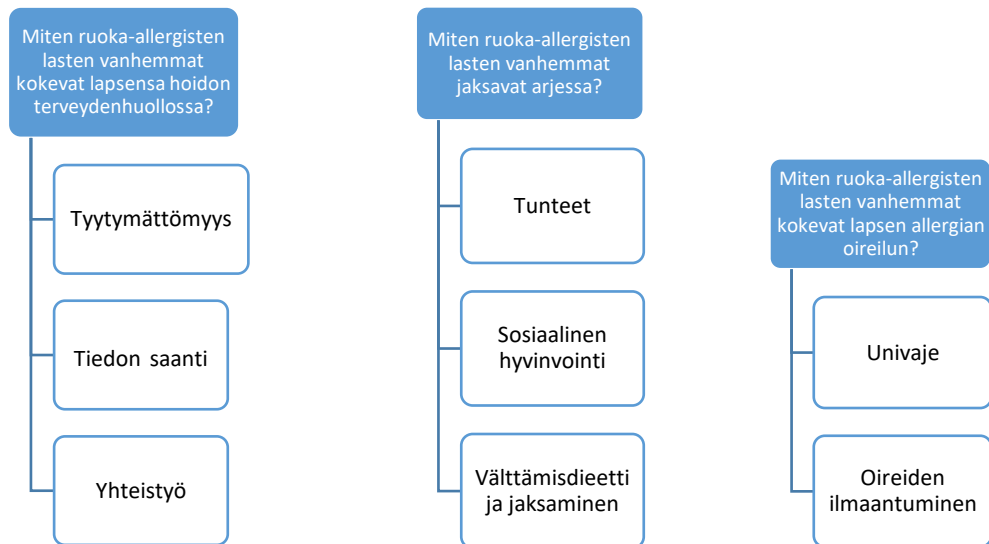 Miten ruoka-allergisten
lasten vanhemmat
kokevat lapsensa hoidon
terveydenhuollossa?
Tyytymättömyys
Tiedon saanti
Yhteistyö
Miten ruoka-allergisten
lasten vanhemmat
jaksavat arjessa?
Tunteet
Sosiaalinen
hyvinvointi
Välttämisdieetti
ja jaksaminen
Miten ruoka-allergisten
lasten vanhemmat
kokevat lapsen allergian
oireilun?
Univaje
Oireiden
ilmaantuminen